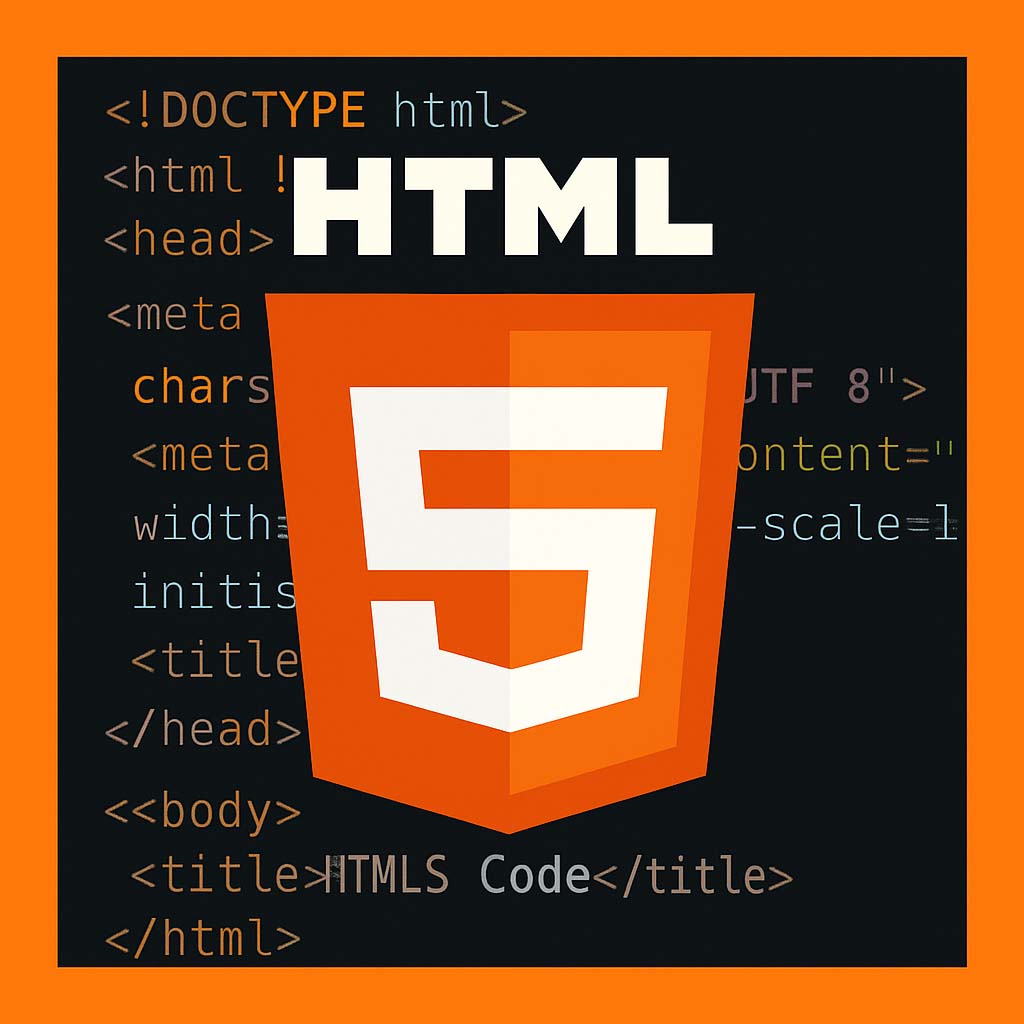 <!DOCTYPE html>
<html !
HTML
<head>
<meta
chars UTF 8">
<meta ontent="
width= -scale=1
initis
5
<title
</head>
<<body>
<title>HTMLS Code</title>
</html>